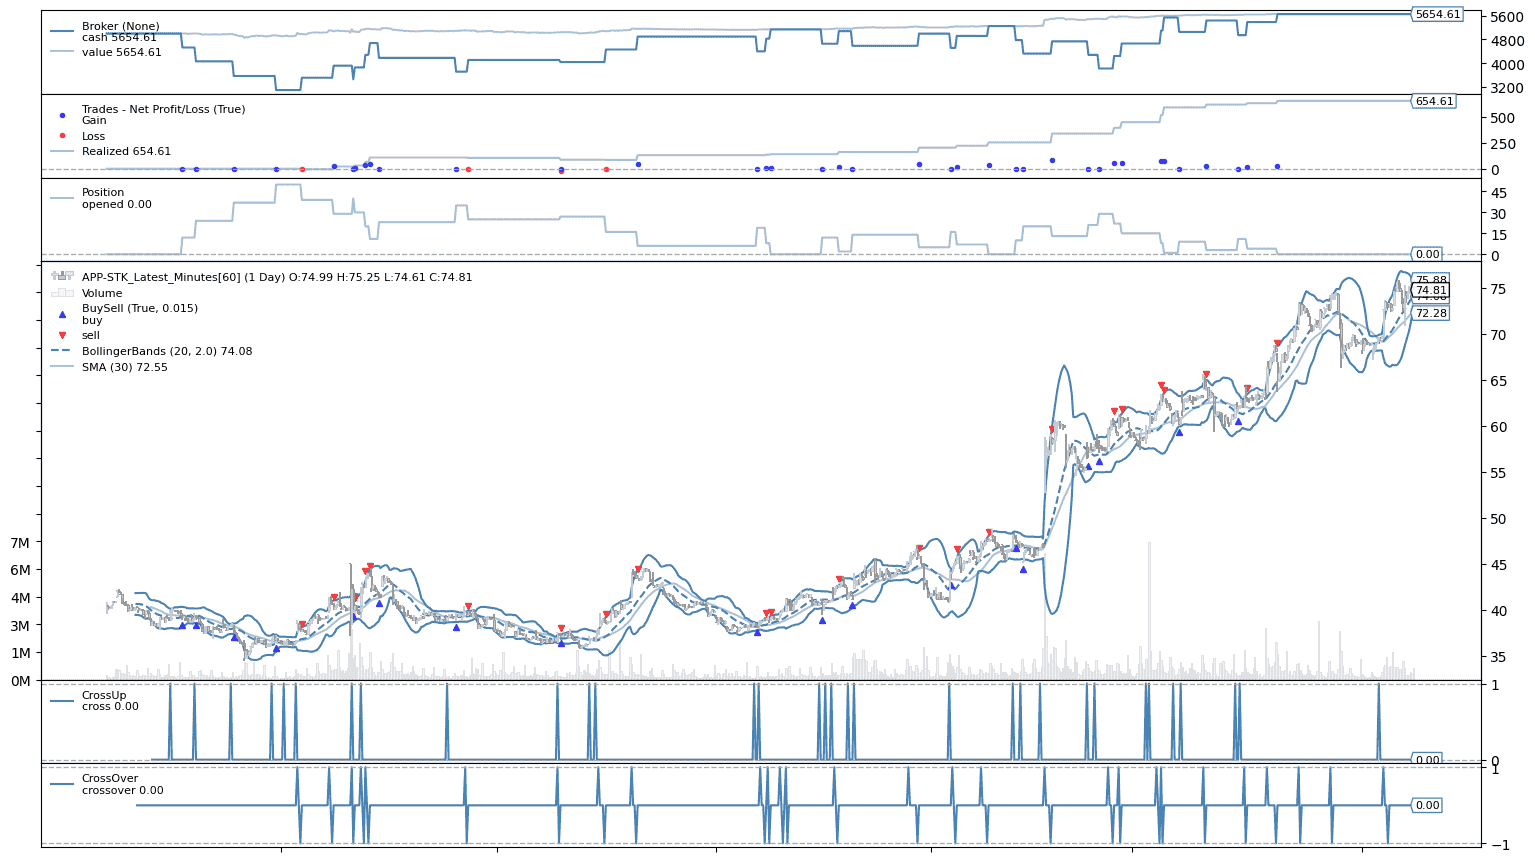 Broker (None)
cash 5654.61
value 5654.61
5654.61
5600
4800
4000
3200
Trades - Net Profit/Loss (True)
Gain
Loss
Realized 654.61
654.61
500
250
0
Position
opened 0.00
45
30
15
0.00
0
APP-STK_Latest_Minutes[60] (1 Day) O:74.99 H:75.25 L:74.61 C:74.81
Volume
BuySell (True, 0.015)
buy
sell
BollingerBands (20, 2.0) 74.08
SMA (30) 72.55
75.88
74.81
74.08
72.28
75
70
65
60
55
50
45
40
35
7M
6M
4M
3M
1M
0M
CrossUp
cross 0.00
1
0.00
0
CrossOver
crossover 0.00
1
0.00
−1